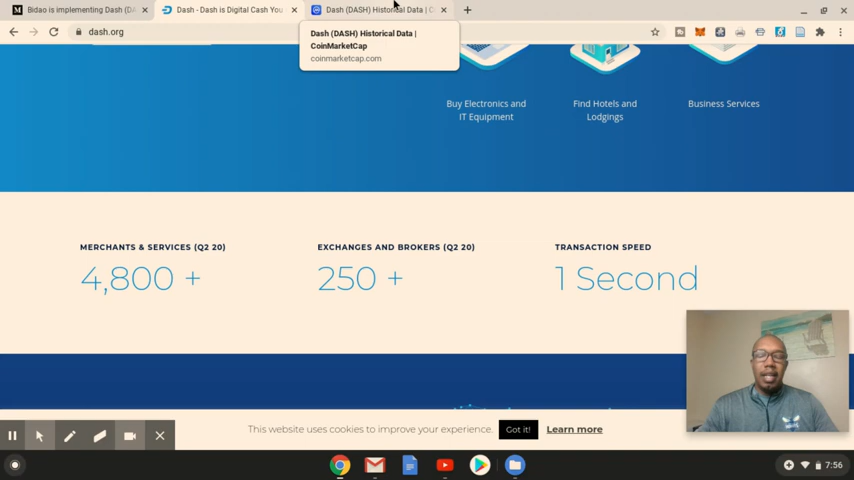 Bidao is implementing Dash (DA
Dash - Dash is Digital Cash You
Dash (DASH) Historical Data | C
dash.org
Dash (DASH) Historical Data |
CoinMarketCap
coinmarketcap.com
Buy Electronics and
IT Equipment
Find Hotels and
Lodgings
Business Services
MERCHANTS & SERVICES (Q2 20)
4,800 +
EXCHANGES AND BROKERS (Q2 20)
250 +
TRANSACTION SPEED
1 Second
This website uses cookies to improve your experience.
Got it!
Learn more
7:56